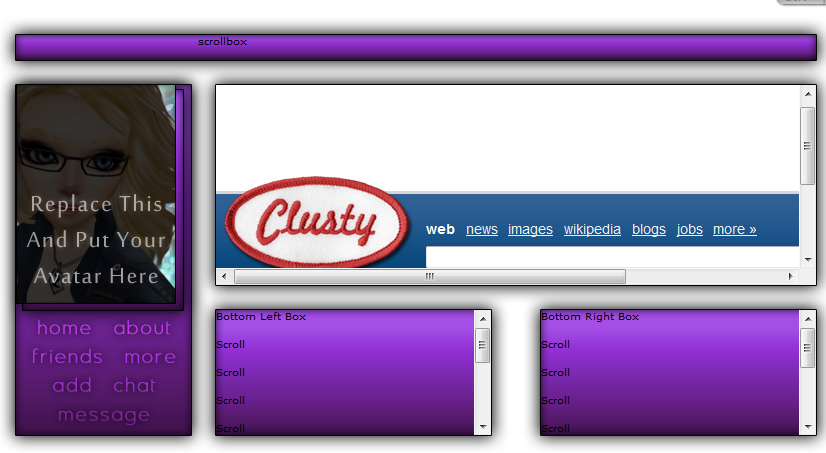 scrollbox
Replace This
And Put Your
Avatar Here
home about
friends more
add chat
message
Clusty
web news images wikipedia blogs jobs more »
Bottom Left Box
Scroll
Scroll
Scroll
Scroll
Bottom Right Box
Scroll
Scroll
Scroll
Scroll